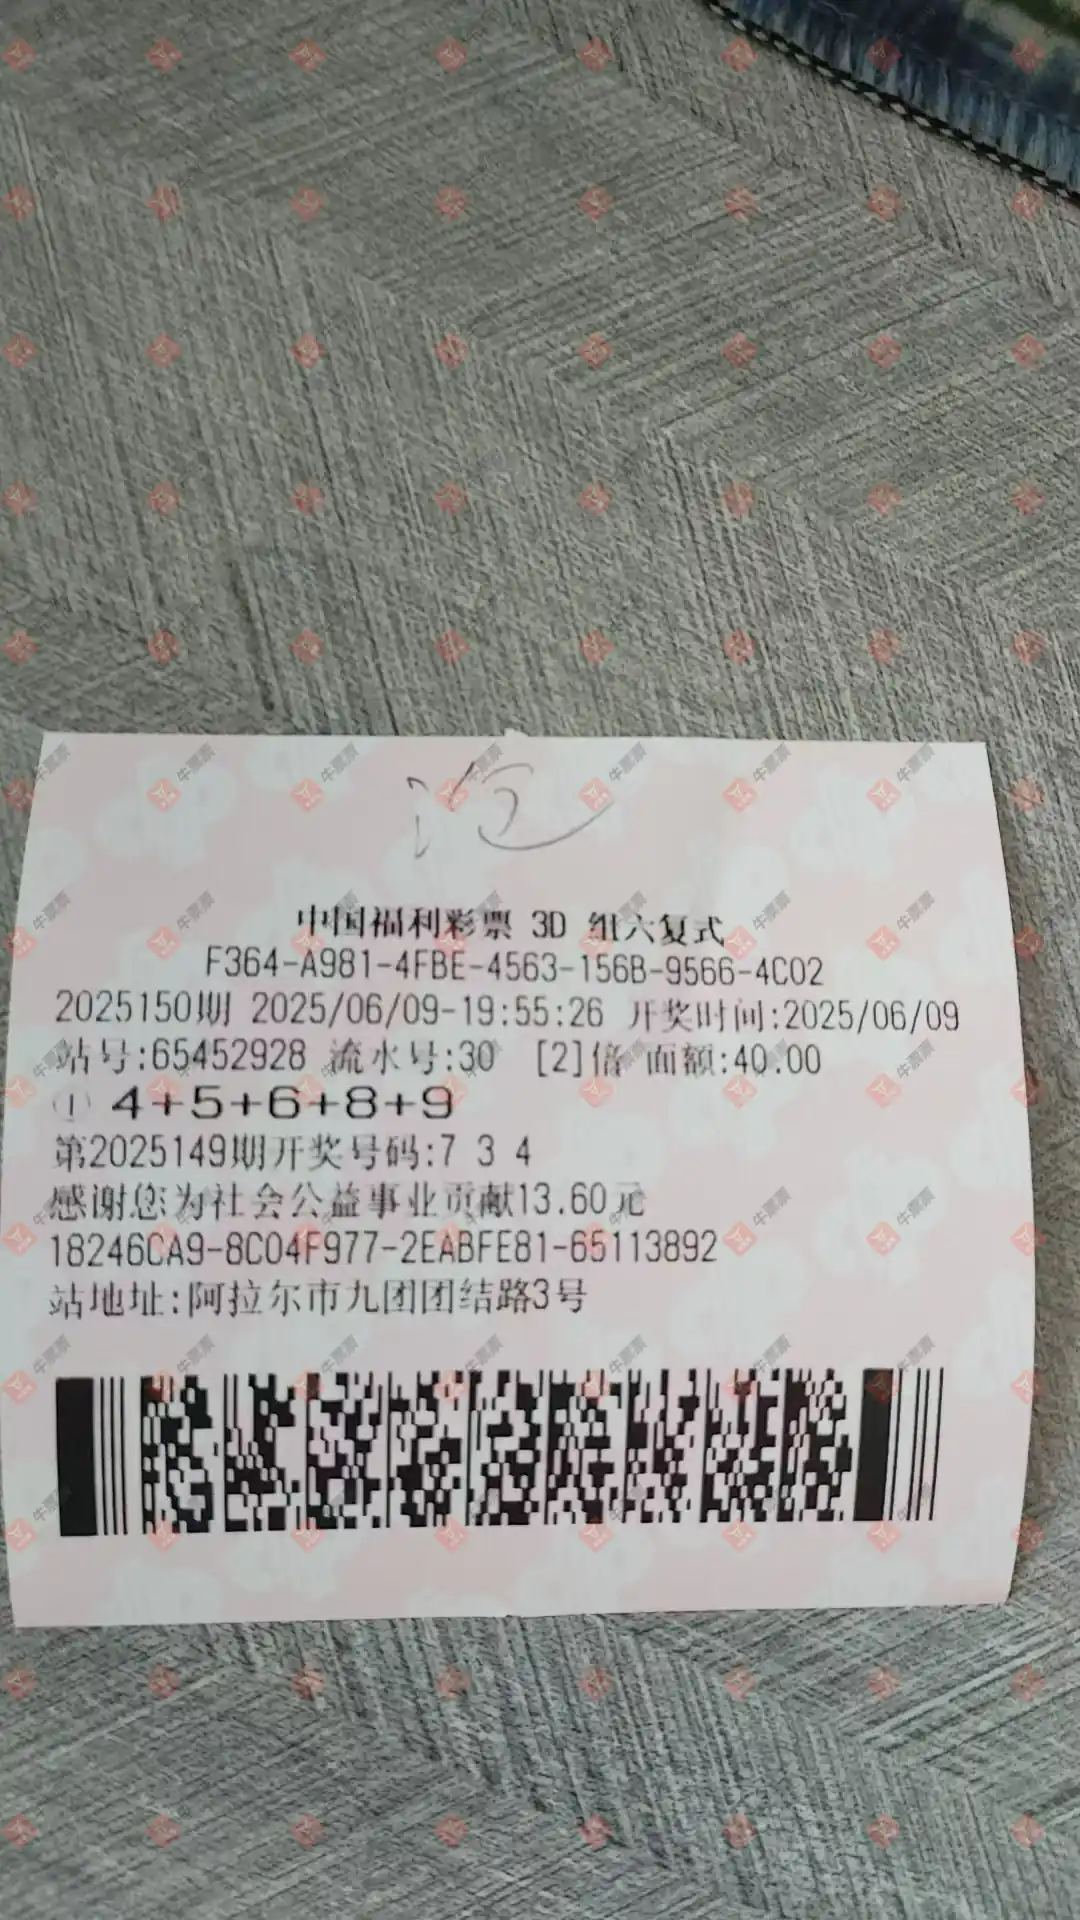 泡
中国福利彩票 3D 组六复式
F364-A981-4FBE-4563-156B-9566-4C02
2025150期 2025/06/09-19:55:26 开奖时间:2025/06/09
站号:65452928 流水号:30 [2]倍 面额:40.00
① 4+5+6+8+9
第2025149期开奖号码:7 3 4
感谢您为社会公益事业贡献13.60元
18246CA9-8C04F977-2EABFE81-65113892
站地址:阿拉尔市九团团结路3号
牛票票